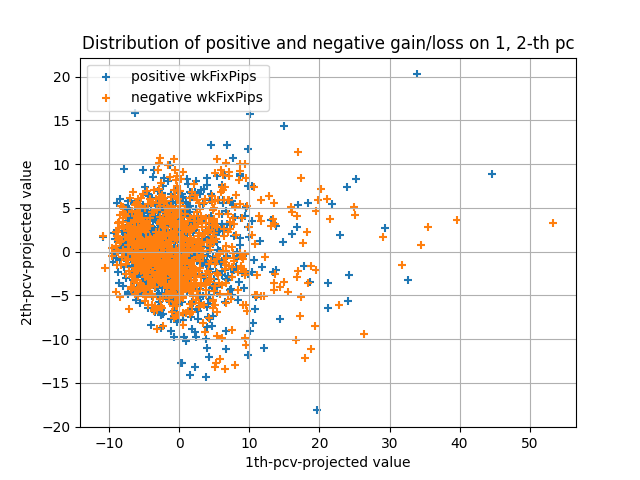 Distribution of positive and negative gain/loss on 1, 2-th pc
positive wkFixPips
negative wkFixPips
2th-pcv-projected value
20
15
10
5
0
−5
−10
−15
−20
−10 0 10 20 30 40 50
1th-pcv-projected value